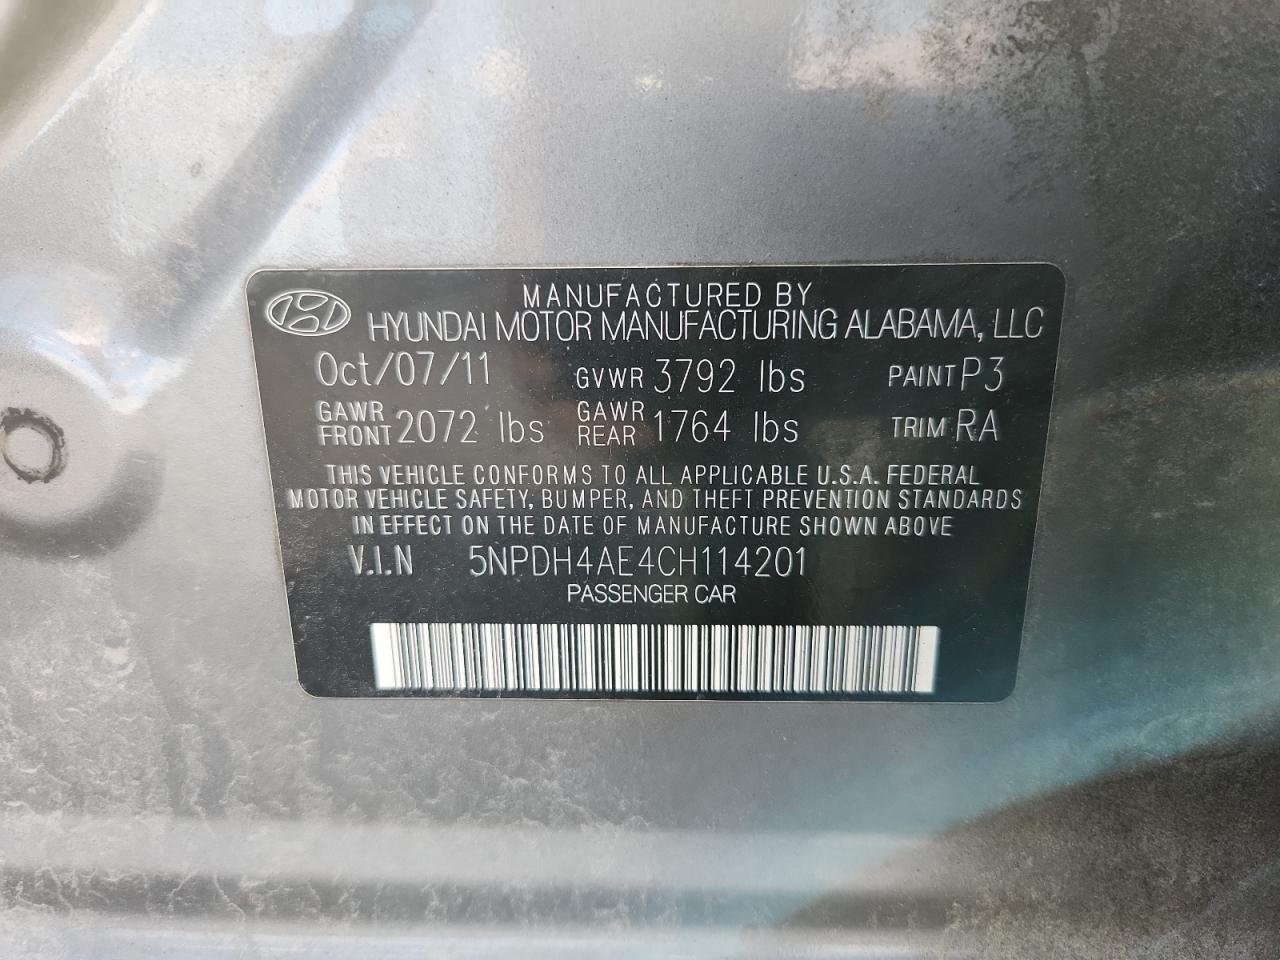 MANUFACTURED BY
HYUNDAI MOTOR MANUFACTURING ALABAMA, LLC
Oct/07/11 GVWR 3792 lbs PAINT P3
GAWR FRONT 2072 lbs GAWR REAR 1764 lbs TRIM RA
THIS VEHICLE CONFORMS TO ALL APPLICABLE U.S.A. FEDERAL
MOTOR VEHICLE SAFETY, BUMPER, AND THEFT PREVENTION STANDARDS
IN EFFECT ON THE DATE OF MANUFACTURE SHOWN ABOVE
V.I.N 5NPDH4AE4CH114201
PASSENGER CAR